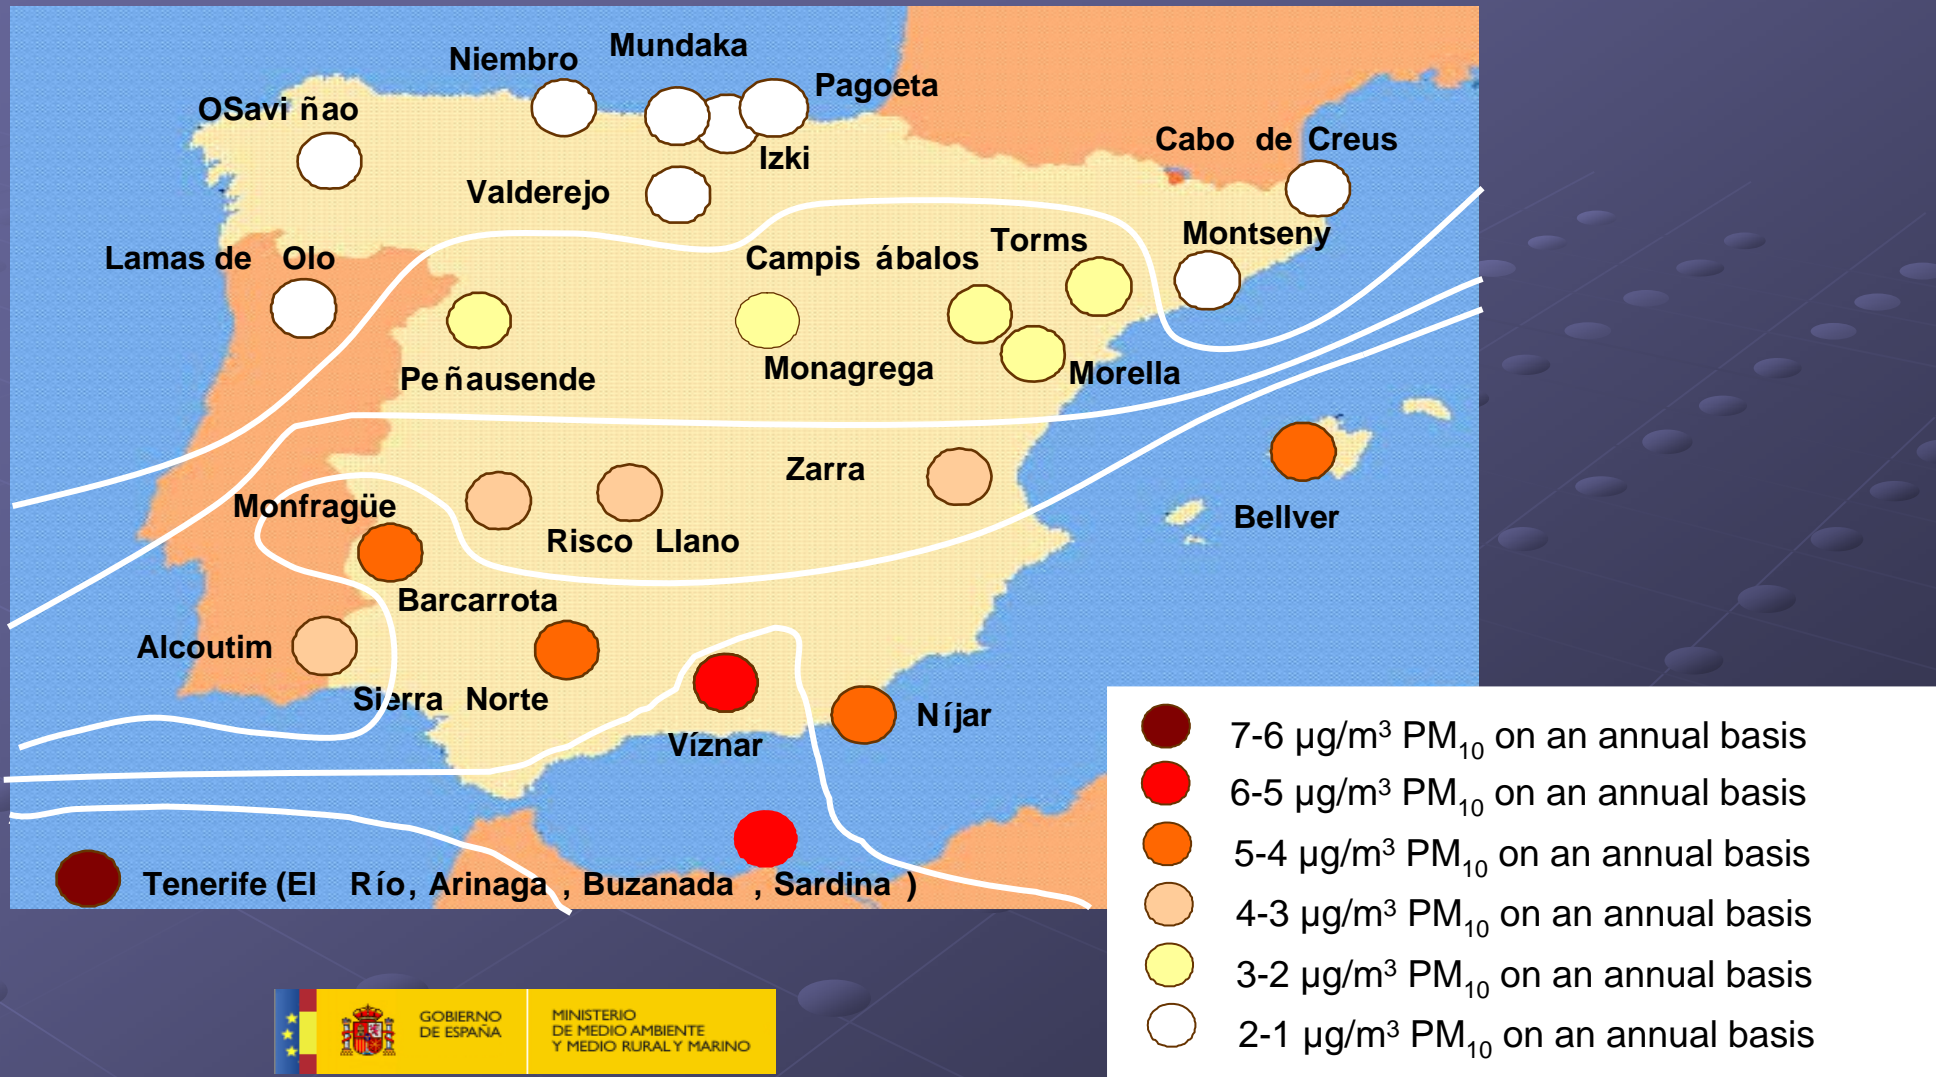 Mundaka
Niembro
Pagoeta
OSavi ñao
Cabo de Creus
Izki
Valderejo
Montseny
Torms
Lamas de Olo
Campis ábalos
Peñausende
Monagrega
Morella
Zarra
Monfragüe
Bellver
Risco Llano
Barcarrota
Alcoutim
Sierra Norte
Níjar
Víznar
Tenerife (El Río, Arinaga , Buzanada , Sardina )
7-6 µg/m³ PM₁₀ on an annual basis
6-5 µg/m³ PM₁₀ on an annual basis
5-4 µg/m³ PM₁₀ on an annual basis
4-3 µg/m³ PM₁₀ on an annual basis
3-2 µg/m³ PM₁₀ on an annual basis
2-1 µg/m³ PM₁₀ on an annual basis
GOBIERNO
DE ESPAÑA
MINISTERIO
DE MEDIO AMBIENTE
Y MEDIO RURAL Y MARINO